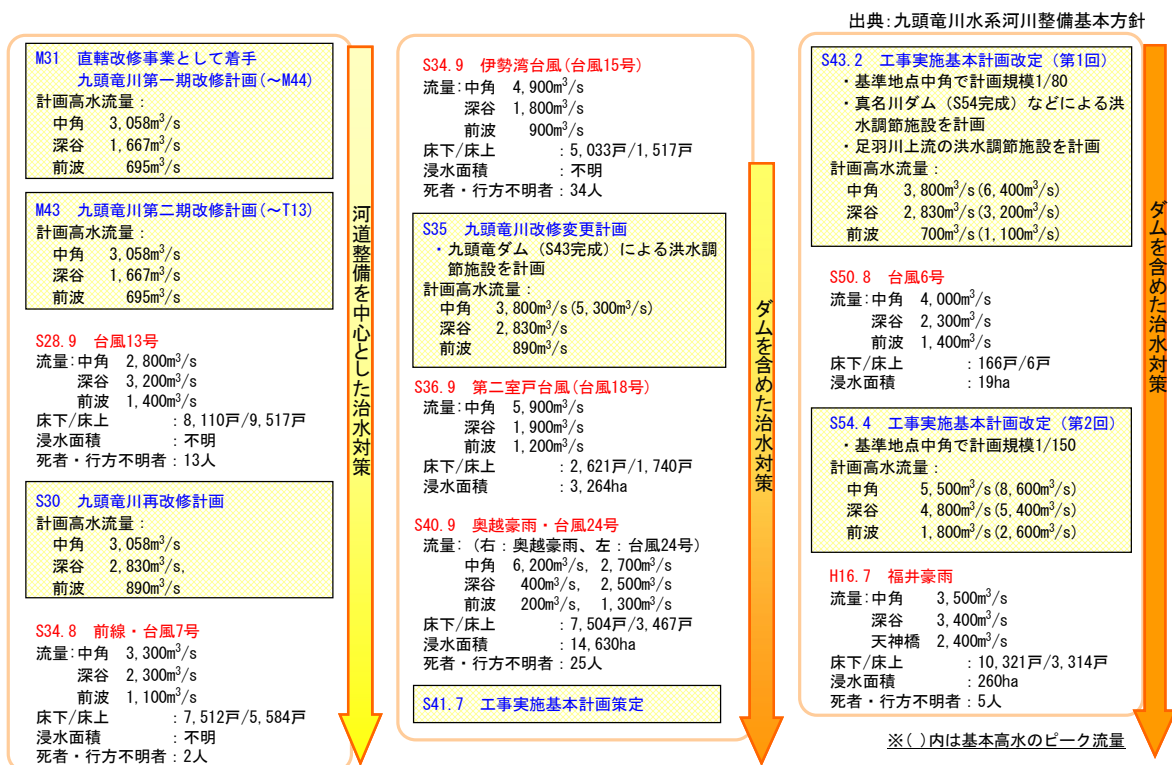 出典:九頭竜川水系河川整備基本方針
M31 直轄改修事業として着手
九頭竜川第一期改修計画(～M44)
計画高水流量:
中角 3,058m³/s
深谷 1,667m³/s
前波 695m³/s
M43 九頭竜川第二期改修計画(～T13)
計画高水流量:
中角 3,058m³/s
深谷 1,667m³/s
前波 695m³/s
S28.9 台風13号
流量:中角 2,800m³/s
深谷 3,200m³/s
前波 1,400m³/s
床下/床上 :8,110戸/9,517戸
浸水面積 :不明
死者・行方不明者:13人
S30 九頭竜川再改修計画
計画高水流量:
中角 3,058m³/s
深谷 2,830m³/s,
前波 890m³/s
S34.8 前線・台風7号
流量:中角 3,300m³/s
深谷 2,300m³/s
前波 1,100m³/s
床下/床上 :7,512戸/5,584戸
浸水面積 :不明
死者・行方不明者:2人
河道整備を中心とした治水対策
S34.9 伊勢湾台風(台風15号)
流量:中角 4,900m³/s
深谷 1,800m³/s
前波 900m³/s
床下/床上 :5,033戸/1,517戸
浸水面積 :不明
死者・行方不明者:34人
S35 九頭竜川改修変更計画
・九頭竜ダム(S43完成)による洪水調
節施設を計画
計画高水流量:
中角 3,800m³/s(5,300m³/s)
深谷 2,830m³/s
前波 890m³/s
S36.9 第二室戸台風(台風18号)
流量:中角 5,900m³/s
深谷 1,900m³/s
前波 1,200m³/s
床下/床上 :2,621戸/1,740戸
浸水面積 :3,264ha
S40.9 奥越豪雨・台風24号
流量:(右:奥越豪雨、左:台風24号)
中角 6,200m³/s, 2,700m³/s
深谷 400m³/s, 2,500m³/s
前波 200m³/s, 1,300m³/s
床下/床上 :7,504戸/3,467戸
浸水面積 :14,630ha
死者・行方不明者:25人
S41.7 工事実施基本計画策定
ダムを含めた治水対策
S43.2 工事実施基本計画改定(第1回)
・基準地点中角で計画規模1/80
・真名川ダム(S54完成)などによる洪
水調節施設を計画
・足羽川上流の洪水調節施設を計画
計画高水流量:
中角 3,800m³/s(6,400m³/s)
深谷 2,830m³/s(3,200m³/s)
前波 700m³/s(1,100m³/s)
S50.8 台風6号
流量:中角 4,000m³/s
深谷 2,300m³/s
前波 1,400m³/s
床下/床上 :166戸/6戸
浸水面積 :19ha
S54.4 工事実施基本計画改定(第2回)
・基準地点中角で計画規模1/150
計画高水流量:
中角 5,500m³/s(8,600m³/s)
深谷 4,800m³/s(5,400m³/s)
前波 1,800m³/s(2,600m³/s)
H16.7 福井豪雨
流量:中角 3,500m³/s
深谷 3,400m³/s
天神橋 2,400m³/s
床下/床上 :10,321戸/3,314戸
浸水面積 :260ha
死者・行方不明者:5人
ダムを含めた治水対策
※( )内は基本高水のピーク流量